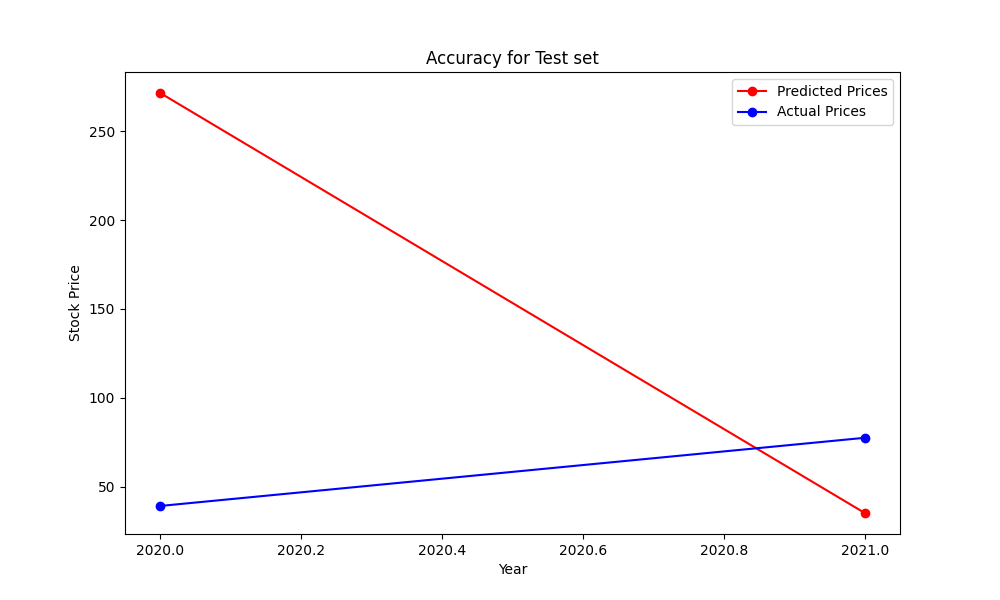 Accuracy for Test set
Predicted Prices
Actual Prices
Stock Price
250
200
150
100
50
2020.0
2020.2
2020.4
2020.6
2020.8
2021.0
Year